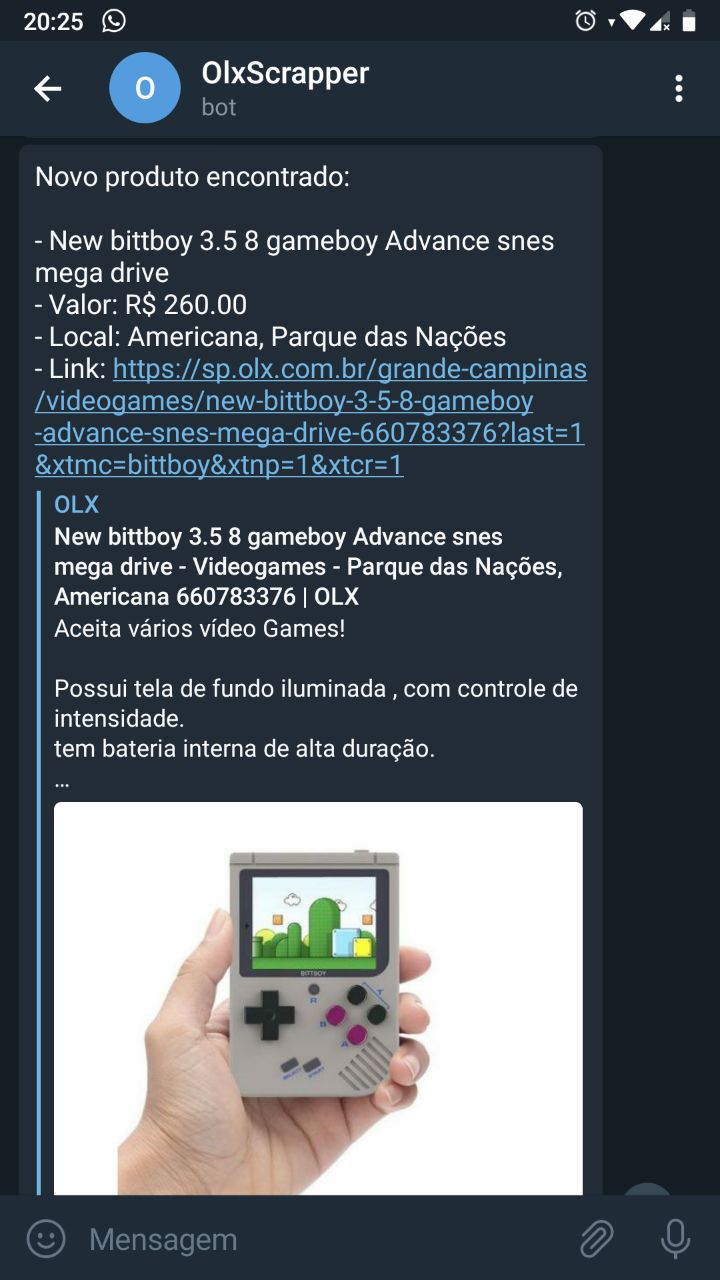 20:25
OlxScrapper
bot
O
Novo produto encontrado:
- New bittboy 3.5 8 gameboy Advance snes
mega drive
- Valor: R$ 260.00
- Local: Americana, Parque das Nações
- Link: https://sp.olx.com.br/grande-campinas
/videogames/new-bittboy-3-5-8-gameboy
-advance-snes-mega-drive-660783376?last=1
&xtmc=bittboy&xtnp=1&xtcr=1
OLX
New bittboy 3.5 8 gameboy Advance snes
mega drive - Videogames - Parque das Nações,
Americana 660783376 | OLX
Aceita vários vídeo Games!
Possui tela de fundo iluminada , com controle de
intensidade.
tem bateria interna de alta duração.
...
BITTBOY
R
T
B
A
SELECT
START
Mensagem